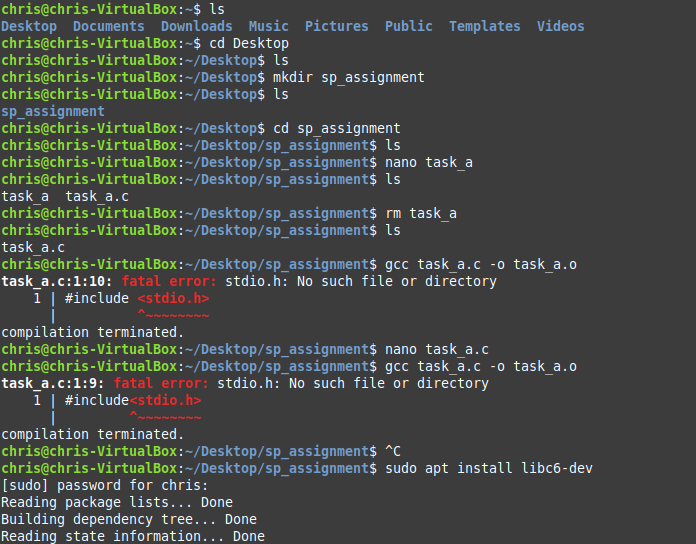 chris@chris-VirtualBox:~$ ls
Desktop  Documents  Downloads  Music  Pictures  Public  Templates  Videos
chris@chris-VirtualBox:~$ cd Desktop
chris@chris-VirtualBox:~/Desktop$ ls
chris@chris-VirtualBox:~/Desktop$ mkdir sp_assignment
chris@chris-VirtualBox:~/Desktop$ ls
sp_assignment
chris@chris-VirtualBox:~/Desktop$ cd sp_assignment
chris@chris-VirtualBox:~/Desktop/sp_assignment$ ls
chris@chris-VirtualBox:~/Desktop/sp_assignment$ nano task_a
chris@chris-VirtualBox:~/Desktop/sp_assignment$ ls
task_a  task_a.c
chris@chris-VirtualBox:~/Desktop/sp_assignment$ rm task_a
chris@chris-VirtualBox:~/Desktop/sp_assignment$ ls
task_a.c
chris@chris-VirtualBox:~/Desktop/sp_assignment$ gcc task_a.c -o task_a.o
task_a.c:1:10: fatal error: stdio.h: No such file or directory
    1 | #include <stdio.h>
      |          ^~~~~~~~~
compilation terminated.
chris@chris-VirtualBox:~/Desktop/sp_assignment$ nano task_a.c
chris@chris-VirtualBox:~/Desktop/sp_assignment$ gcc task_a.c -o task_a.o
task_a.c:1:9: fatal error: stdio.h: No such file or directory
    1 | #include<stdio.h>
      |         ^~~~~~~~~
compilation terminated.
chris@chris-VirtualBox:~/Desktop/sp_assignment$ ^C
chris@chris-VirtualBox:~/Desktop/sp_assignment$ sudo apt install libc6-dev
[sudo] password for chris:
Reading package lists... Done
Building dependency tree... Done
Reading state information... Done